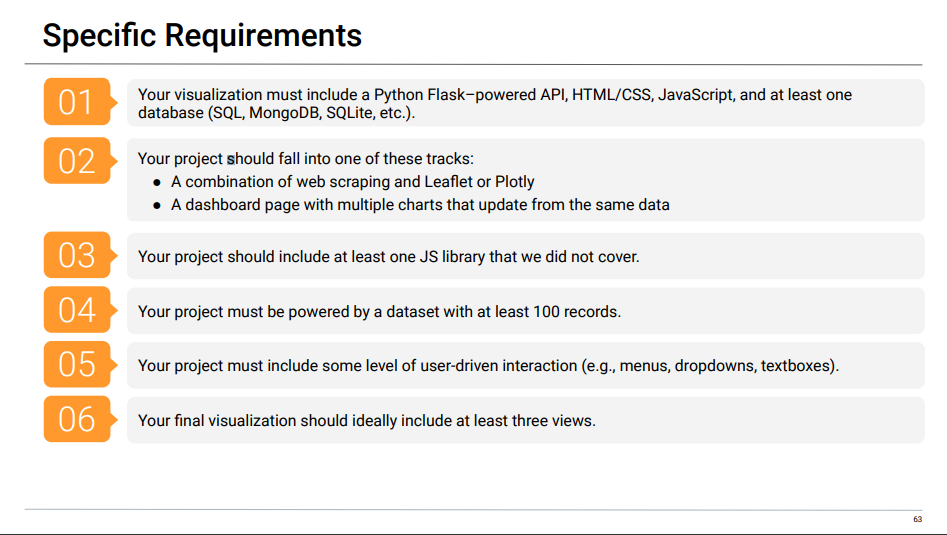 Specific Requirements
01
Your visualization must include a Python Flask–powered API, HTML/CSS, JavaScript, and at least one
database (SQL, MongoDB, SQLite, etc.).
02
Your project should fall into one of these tracks:
● A combination of web scraping and Leaflet or Plotly
● A dashboard page with multiple charts that update from the same data
03
Your project should include at least one JS library that we did not cover.
04
Your project must be powered by a dataset with at least 100 records.
05
Your project must include some level of user-driven interaction (e.g., menus, dropdowns, textboxes).
06
Your final visualization should ideally include at least three views.
63